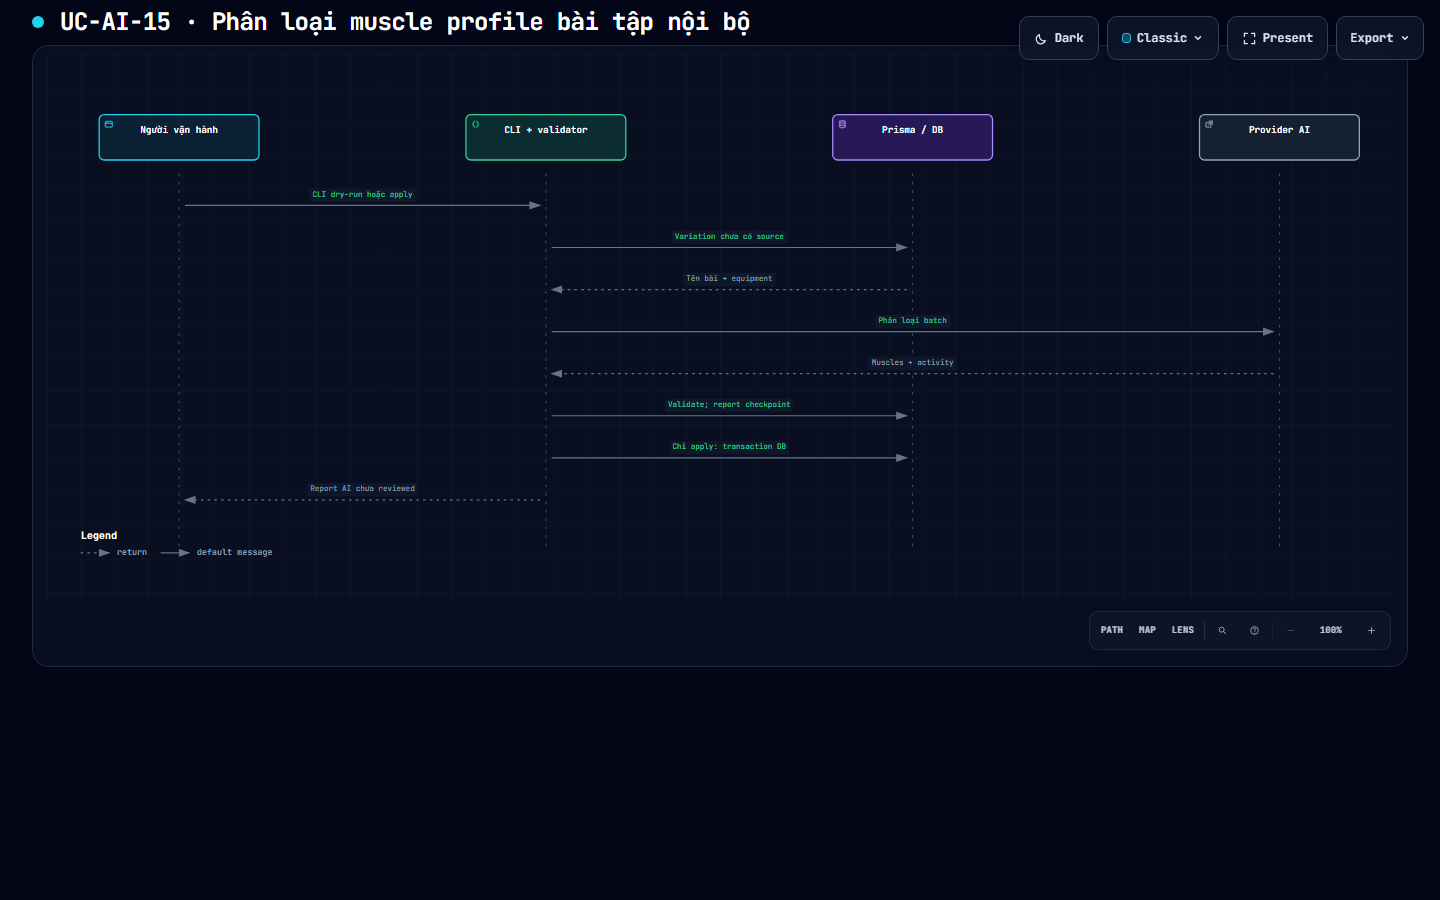 UC-AI-15 · Phân loại muscle profile bài tập nội bộ
Dark
Classic
Present
Export
Người vận hành
CLI + validator
Prisma / DB
Provider AI
CLI dry-run hoặc apply
Variation chưa có source
Tên bài + equipment
Phân loại batch
Muscles + activity
Validate; report checkpoint
Chỉ apply: transaction DB
Report AI chưa reviewed
Legend
return
default message
PATH
MAP
LENS
100%